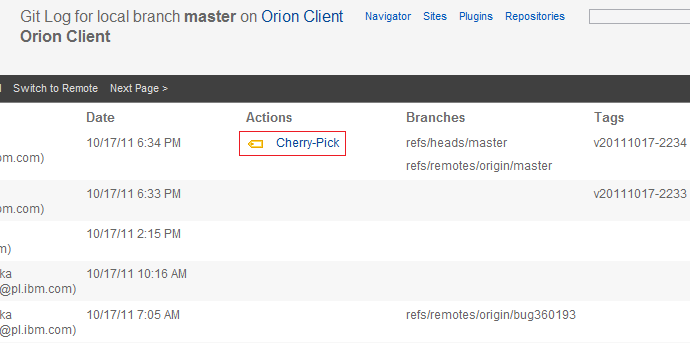 Git Log for local branch master on Orion Client
Navigator Sites Plugins Repositories
Orion Client
Switch to Remote Next Page >
Date Actions Branches Tags
10/17/11 6:34 PM Cherry-Pick refs/heads/master v20111017-2234
bm.com) refs/remotes/origin/master
10/17/11 6:33 PM v20111017-2233
bm.com)
10/17/11 2:15 PM
m)
ka 10/17/11 10:16 AM
@pl.ibm.com)
ka 10/17/11 7:05 AM refs/remotes/origin/bug360193
@pl.ibm.com)